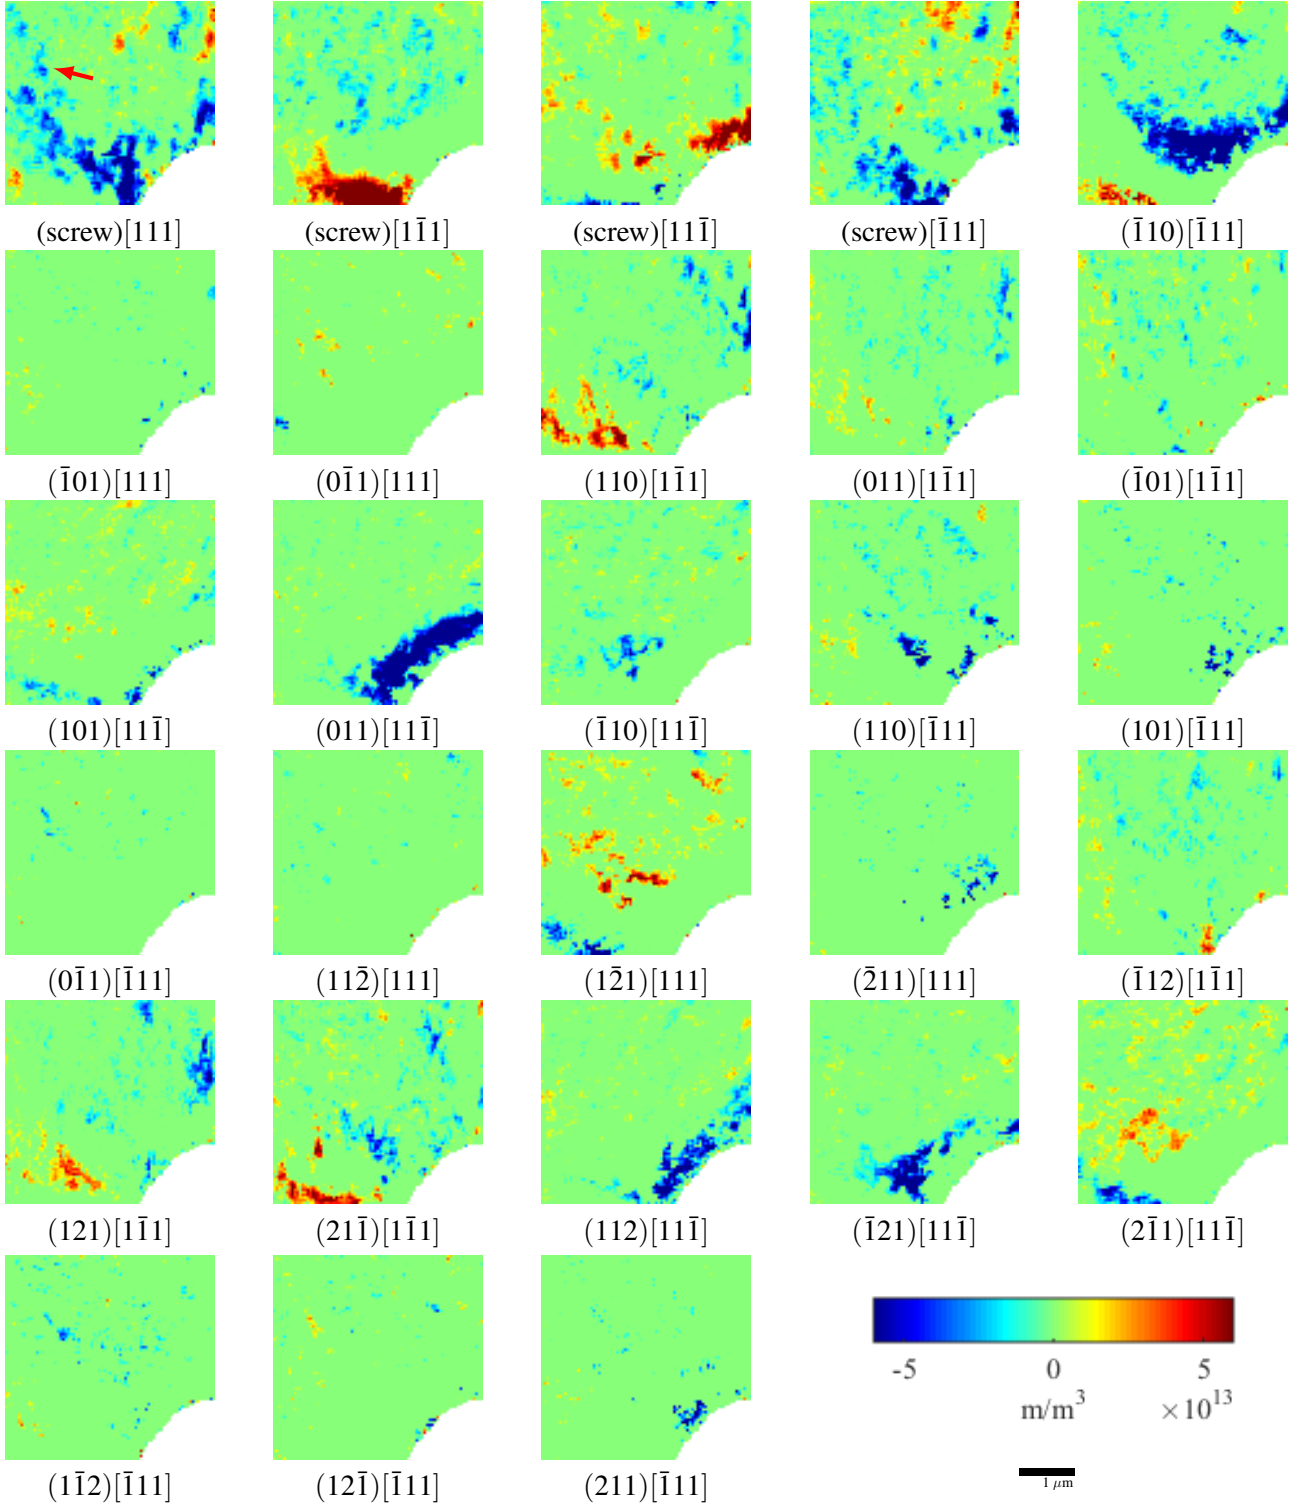 (screw)[111] (screw)[11̄1] (screw)[111̄] (screw)[1̄11] (1̄10)[1̄11]
(1̄01)[111] (01̄1)[111] (110)[11̄1] (011)[11̄1] (1̄01)[11̄1]
(101)[111̄] (011)[111̄] (1̄10)[111̄] (110)[1̄11] (101)[1̄11]
(01̄1)[1̄11] (112̄)[111] (12̄1)[111] (2̄11)[111] (1̄12)[11̄1]
(121)[11̄1] (211̄)[11̄1] (112)[111̄] (1̄21)[111̄] (21̄1)[111̄]
-5 0 5
m/m³ ×10¹³
(11̄2)[1̄11] (121̄)[1̄11] (211)[1̄11] 1 μm